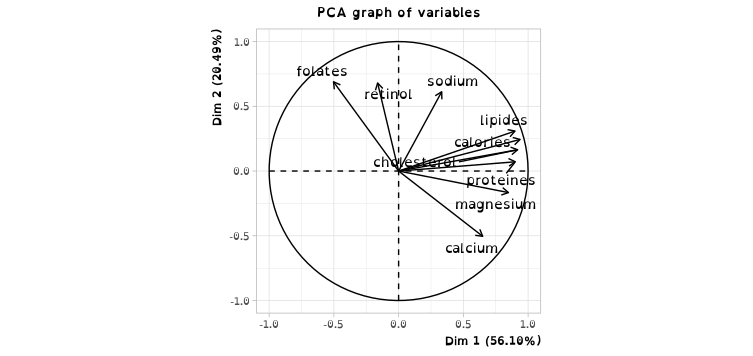 PCA graph of variables
Dim 2 (20.49%)
1.0
0.5
0.0
-0.5
-1.0
folates
retinol
sodium
lipides
calories
cholesterol
proteines
magnesium
calcium
-1.0 -0.5 0.0 0.5 1.0
Dim 1 (56.10%)